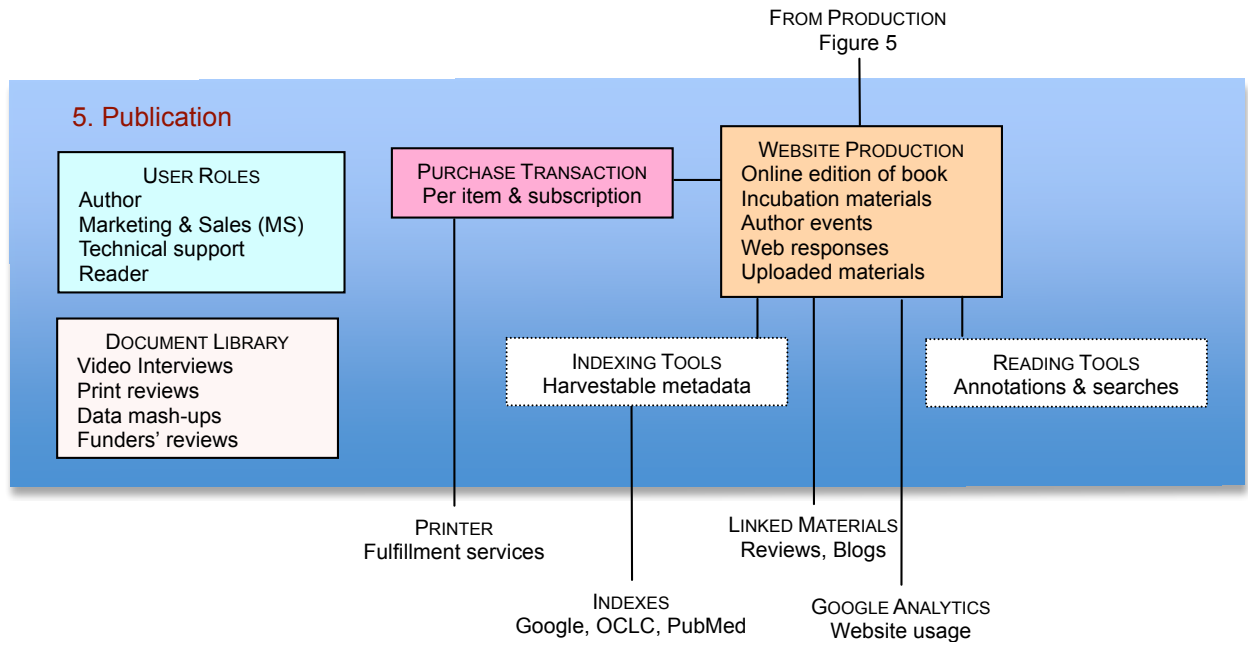 FROM PRODUCTION
Figure 5
5. Publication
USER ROLES
Author
Marketing & Sales (MS)
Technical support
Reader
PURCHASE TRANSACTION
Per item & subscription
WEBSITE PRODUCTION
Online edition of book
Incubation materials
Author events
Web responses
Uploaded materials
DOCUMENT LIBRARY
Video Interviews
Print reviews
Data mash-ups
Funders’ reviews
INDEXING TOOLS
Harvestable metadata
READING TOOLS
Annotations & searches
PRINTER
Fulfillment services
LINKED MATERIALS
Reviews, Blogs
INDEXES
Google, OCLC, PubMed
GOOGLE ANALYTICS
Website usage